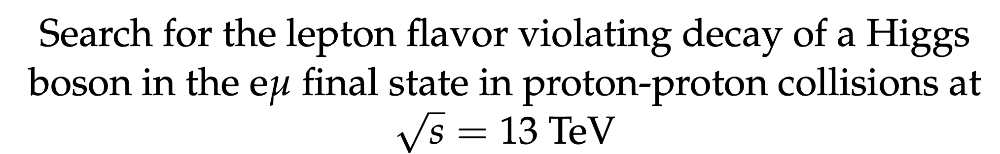 Search for the lepton flavor violating decay of a Higgs
boson in the eμ final state in proton-proton collisions at
√s = 13 TeV